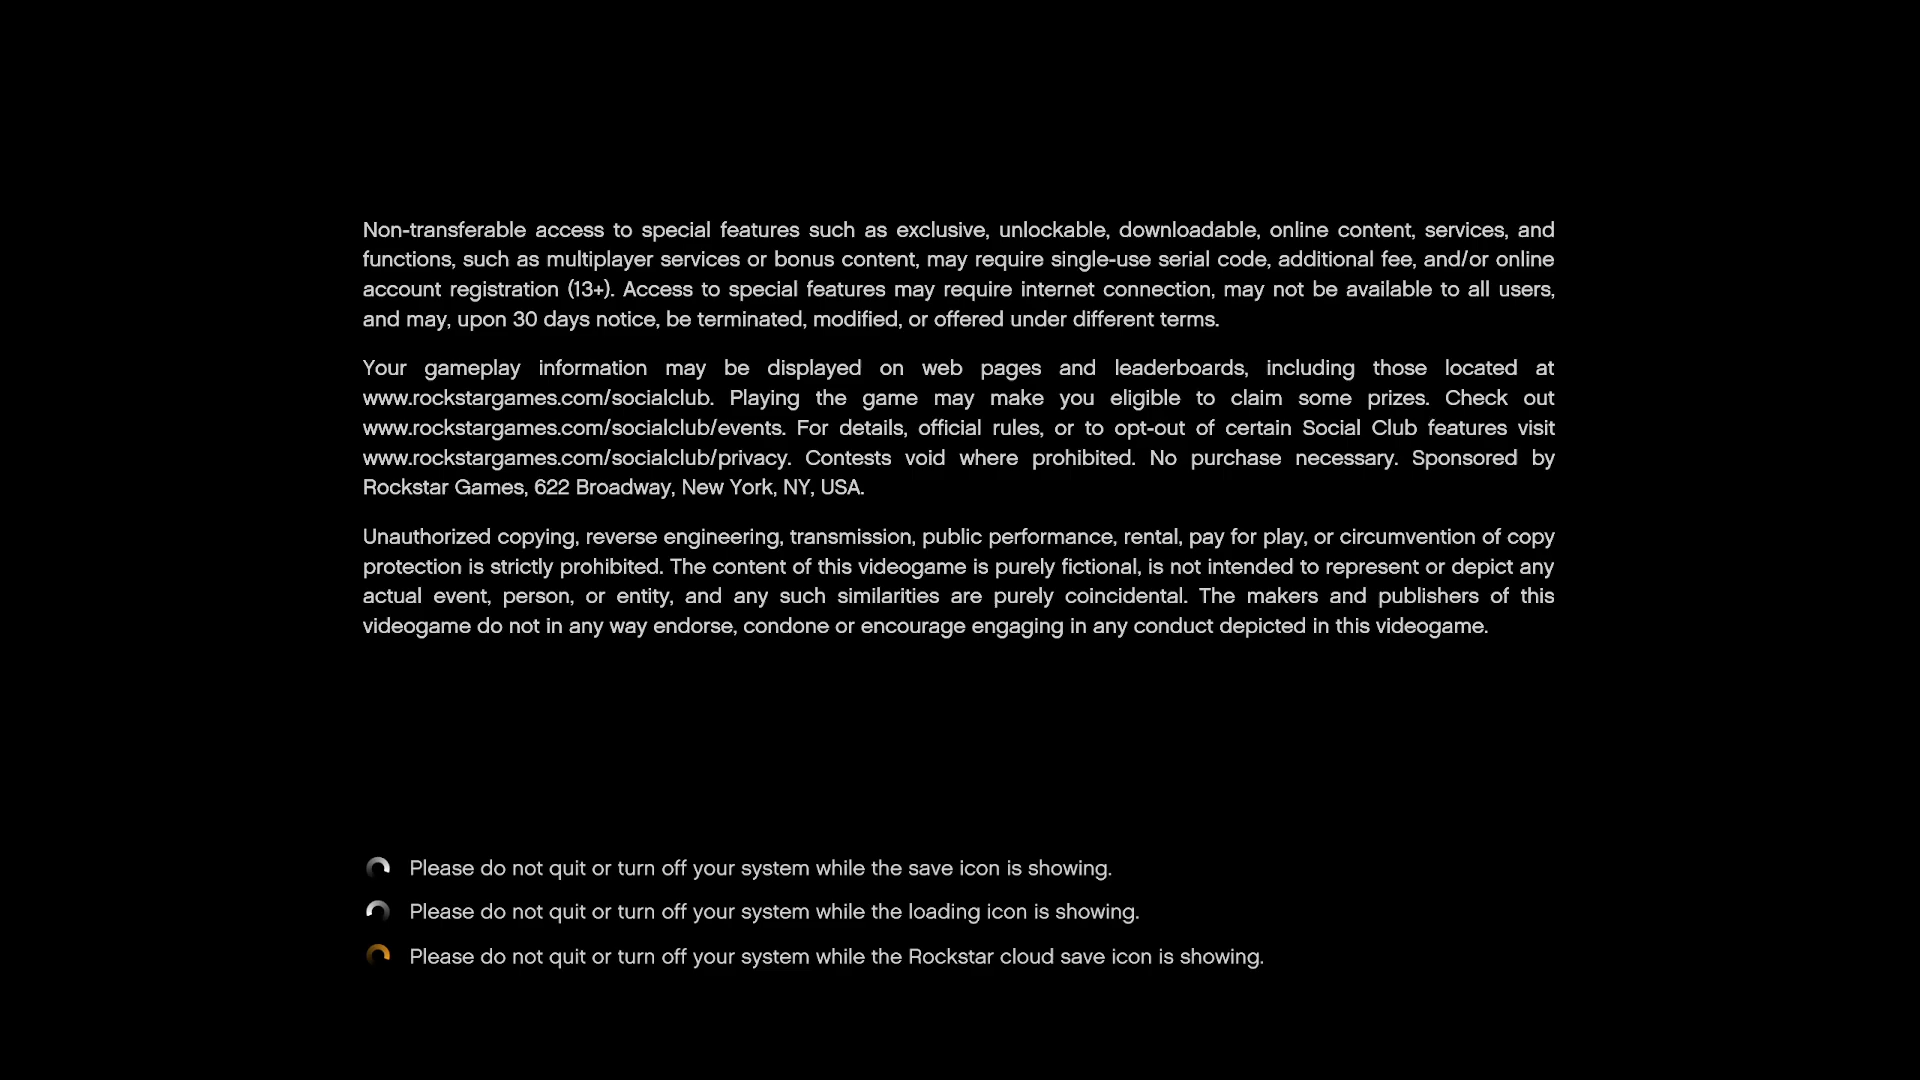 Non-transferable access to special features such as exclusive, unlockable, downloadable, online content, services, and
functions, such as multiplayer services or bonus content, may require single-use serial code, additional fee, and/or online
account registration (13+). Access to special features may require internet connection, may not be available to all users,
and may, upon 30 days notice, be terminated, modified, or offered under different terms.
Your gameplay information may be displayed on web pages and leaderboards, including those located at
www.rockstargames.com/socialclub. Playing the game may make you eligible to claim some prizes. Check out
www.rockstargames.com/socialclub/events. For details, official rules, or to opt-out of certain Social Club features visit
www.rockstargames.com/socialclub/privacy. Contests void where prohibited. No purchase necessary. Sponsored by
Rockstar Games, 622 Broadway, New York, NY, USA.
Unauthorized copying, reverse engineering, transmission, public performance, rental, pay for play, or circumvention of copy
protection is strictly prohibited. The content of this videogame is purely fictional, is not intended to represent or depict any
actual event, person, or entity, and any such similarities are purely coincidental. The makers and publishers of this
videogame do not in any way endorse, condone or encourage engaging in any conduct depicted in this videogame.
Please do not quit or turn off your system while the save icon is showing.
Please do not quit or turn off your system while the loading icon is showing.
Please do not quit or turn off your system while the Rockstar cloud save icon is showing.